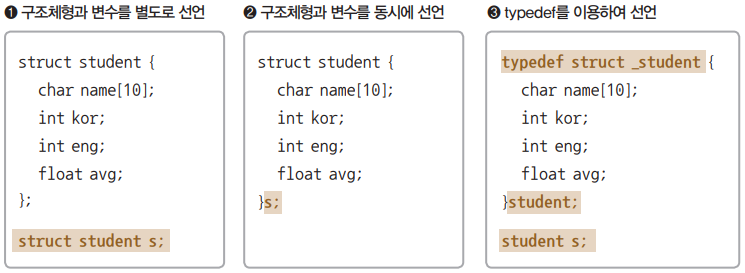 ❶ 구조체형과 변수를 별도로 선언
struct student {
char name[10];
int kor;
int eng;
float avg;
};
struct student s;
❷ 구조체형과 변수를 동시에 선언
struct student {
char name[10];
int kor;
int eng;
float avg;
}s;
❸ typedef를 이용하여 선언
typedef struct _student {
char name[10];
int kor;
int eng;
float avg;
}student;
student s;